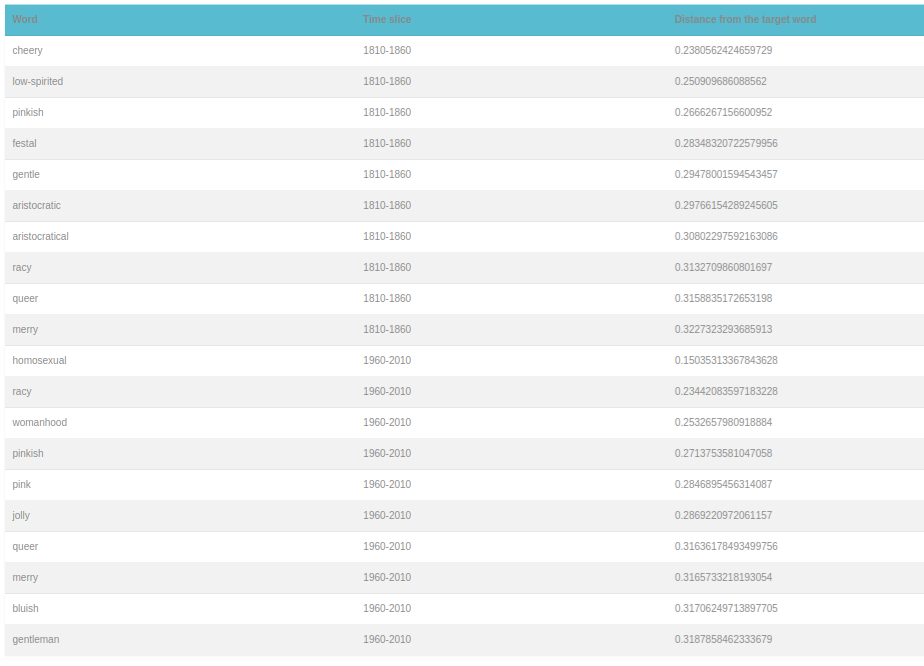 Word Time slice Distance from the target word
cheery 1810-1860 0.2380562424659729
low-spirited 1810-1860 0.250909686088562
pinkish 1810-1860 0.2666267156600952
festal 1810-1860 0.28348320722579956
gentle 1810-1860 0.29478001594543457
aristocratic 1810-1860 0.29766154289245605
aristocratical 1810-1860 0.30802297592163086
racy 1810-1860 0.3132709860801697
queer 1810-1860 0.3158835172653198
merry 1810-1860 0.3227323293685913
homosexual 1960-2010 0.15035313367843628
racy 1960-2010 0.23442083597183228
womanhood 1960-2010 0.2532657980918884
pinkish 1960-2010 0.2713753581047058
pink 1960-2010 0.2846895456314087
jolly 1960-2010 0.2869220972061157
queer 1960-2010 0.31636178493499756
merry 1960-2010 0.3165733218193054
bluish 1960-2010 0.31706249713897705
gentleman 1960-2010 0.3187858462333679